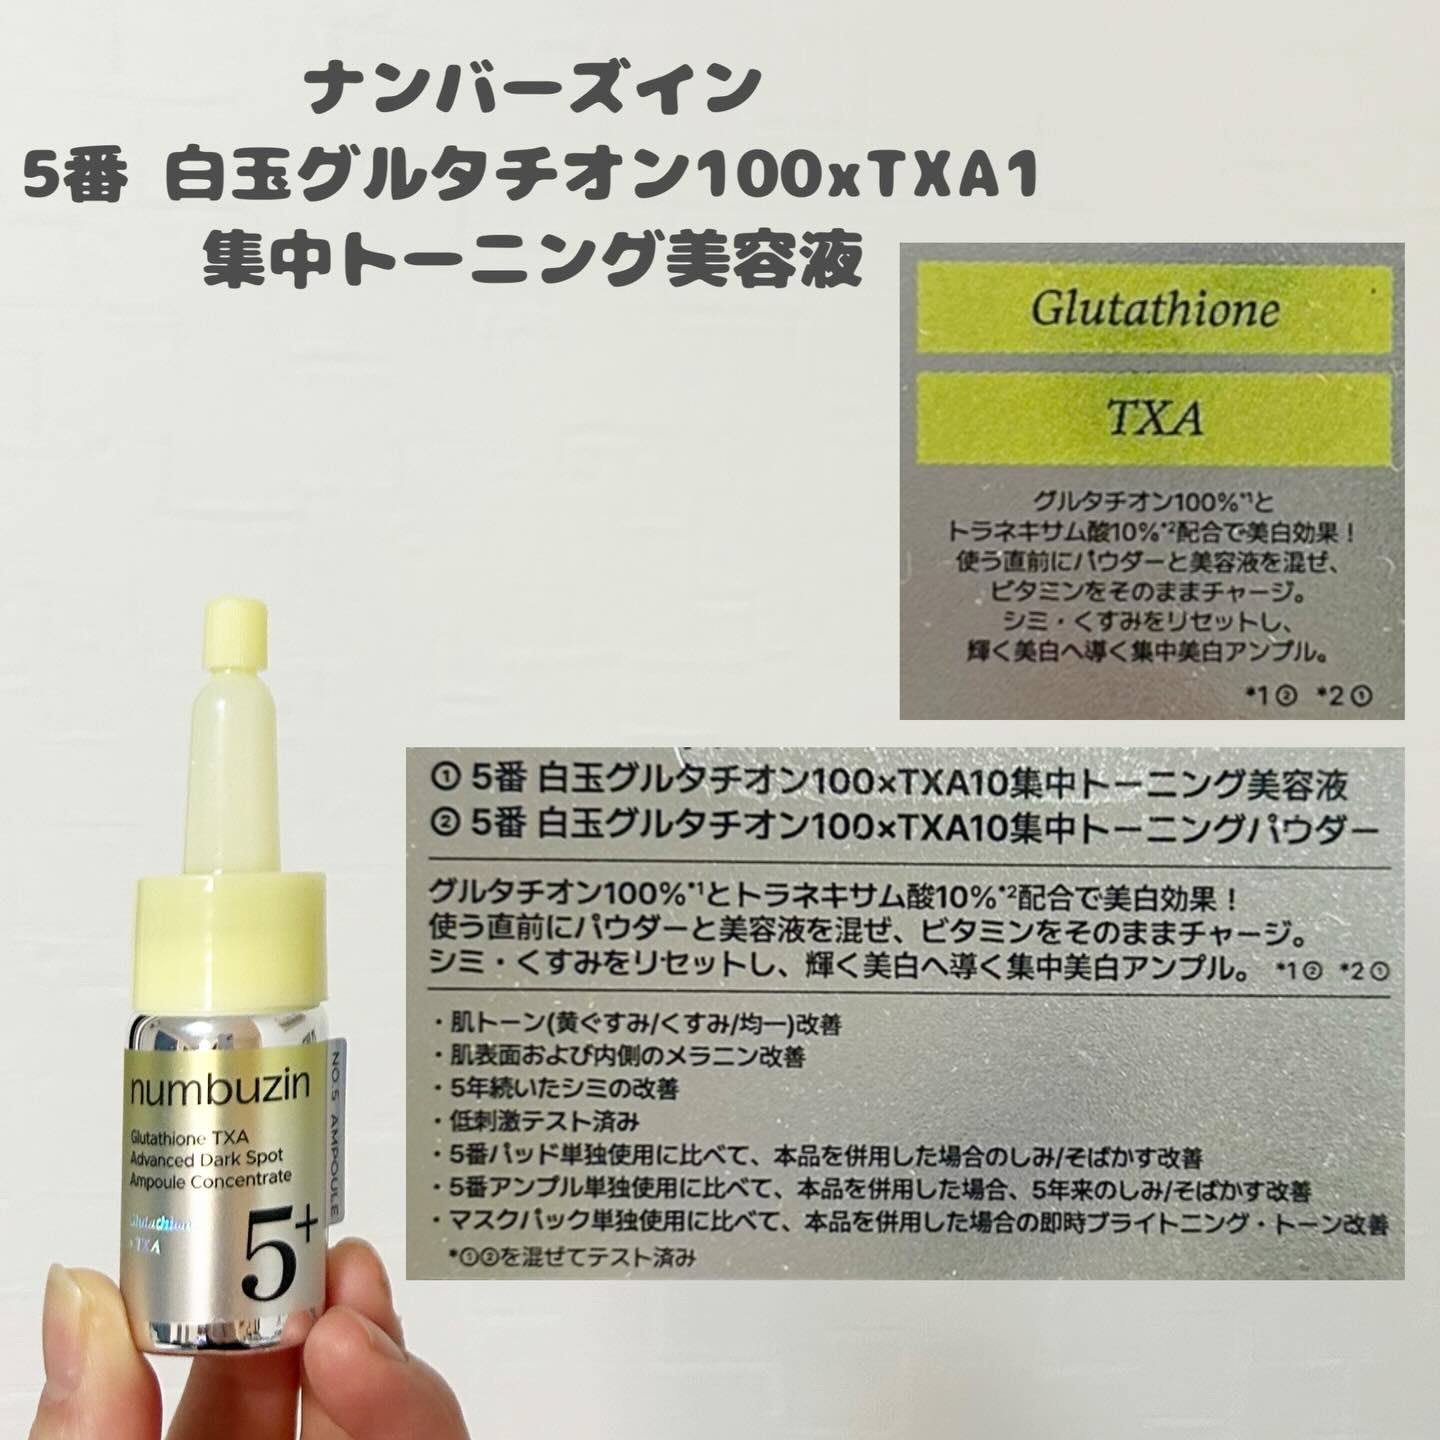 ナンバーズイン
5番 白玉グルタチオン100xTXA1
集中トーニング美容液
Glutathione
TXA
グルタチオン100%*1と
トラネキサム酸10%*2配合で美白効果！
使う直前にパウダーと美容液を混ぜ、
ビタミンをそのままチャージ。
シミ・くすみをリセットし、
輝く美白へ導く集中美白アンプル。
*1② *2①
① 5番 白玉グルタチオン100×TXA10集中トーニング美容液
② 5番 白玉グルタチオン100×TXA10集中トーニングパウダー
グルタチオン100%*1とトラネキサム酸10%*2配合で美白効果！
使う直前にパウダーと美容液を混ぜ、ビタミンをそのままチャージ。
シミ・くすみをリセットし、輝く美白へ導く集中美白アンプル。 *1② *2①
・肌トーン(黄ぐすみ/くすみ/均一)改善
・肌表面および内側のメラニン改善
・5年続いたシミの改善
・低刺激テスト済み
・5番パッド単独使用に比べて、本品を併用した場合のしみ/そばかす改善
・5番アンプル単独使用に比べて、本品を併用した場合、5年来のしみ/そばかす改善
・マスクパック単独使用に比べて、本品を併用した場合の即時ブライトニング・トーン改善
*①②を混ぜてテスト済み
numbuzin
NO.5 AMPOULE
Glutathione TXA
Advanced Dark Spot
Ampoule Concentrate
Glutathion
+ TXA
5+